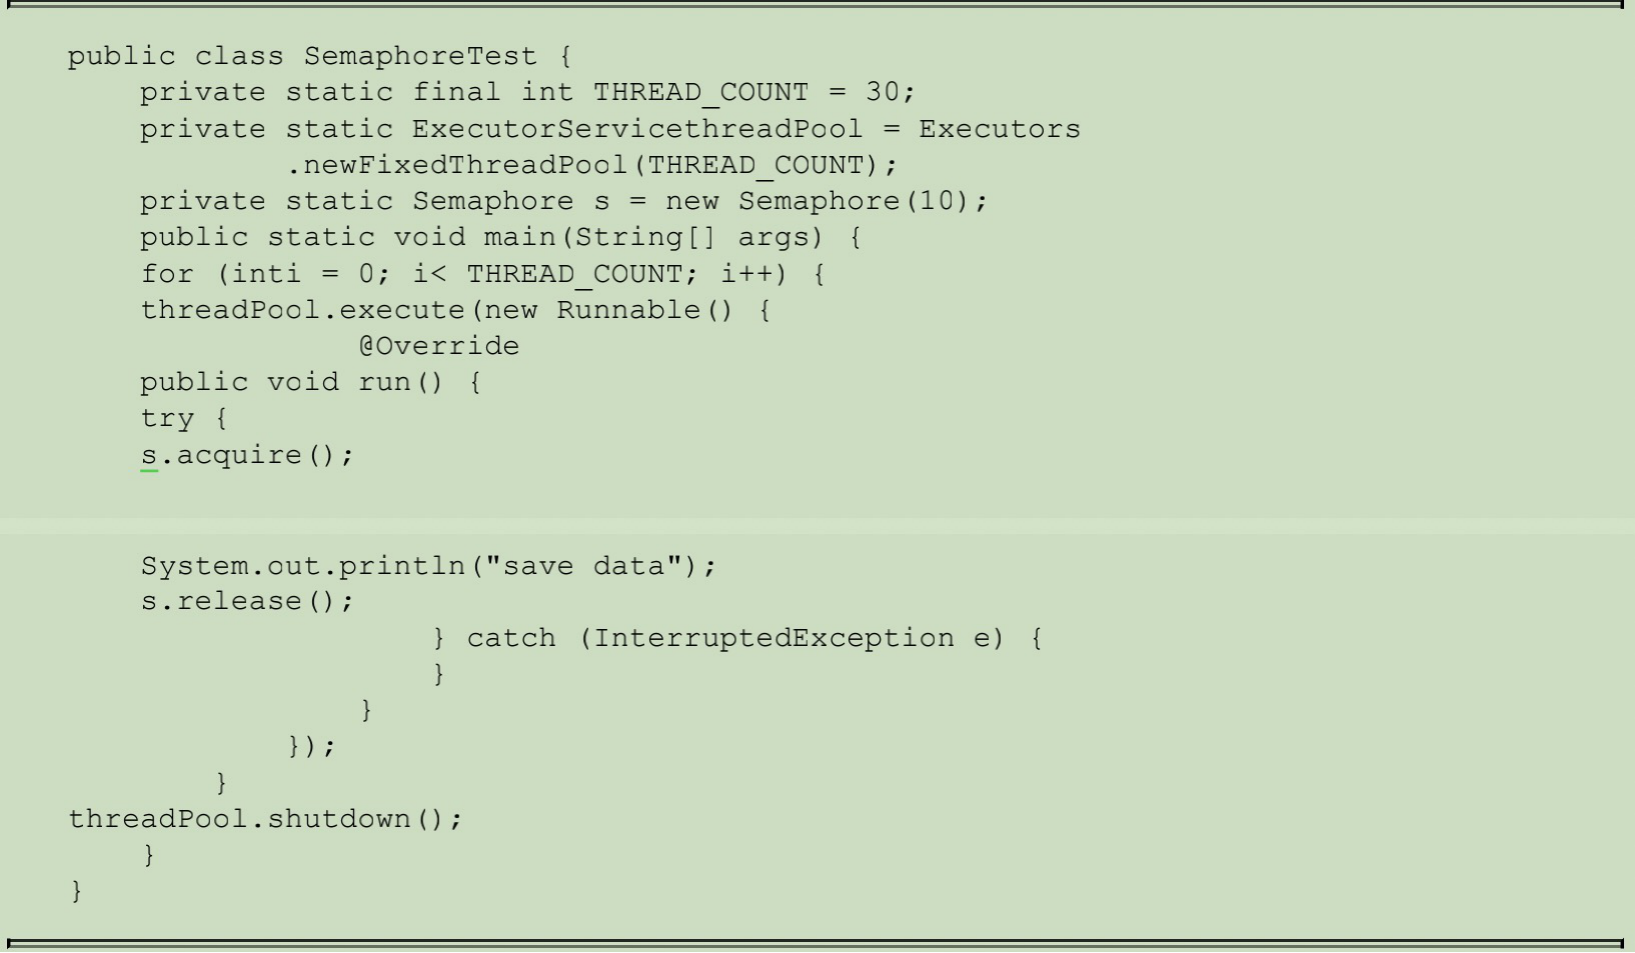 public class SemaphoreTest {
private static final int THREAD_COUNT = 30;
private static ExecutorServicethreadPool = Executors
.newFixedThreadPool(THREAD_COUNT);
private static Semaphore s = new Semaphore(10);
public static void main(String[] args) {
for (inti = 0; i< THREAD_COUNT; i++) {
threadPool.execute(new Runnable() {
@Override
public void run() {
try {
s.acquire();
System.out.println("save data");
s.release();
} catch (InterruptedException e) {
}
}
});
}
threadPool.shutdown();
}
}